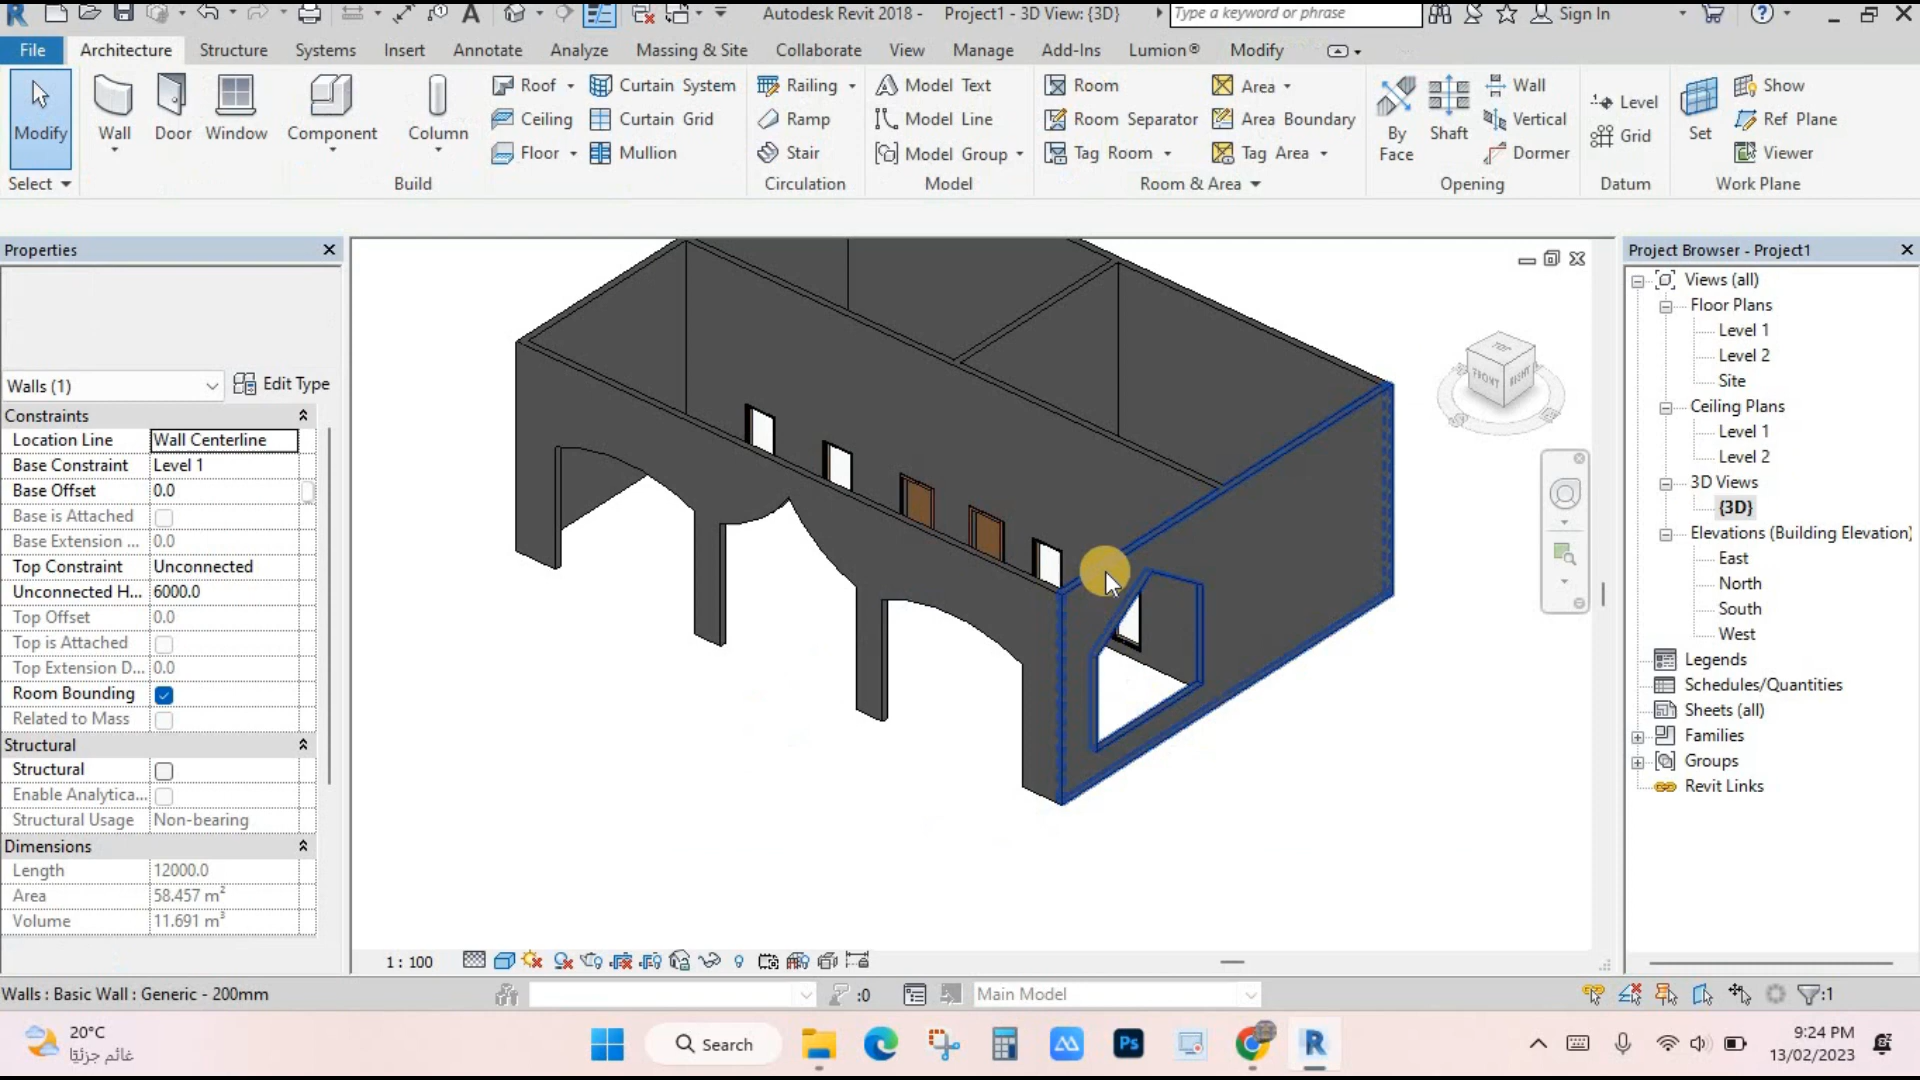 Autodesk Revit 2018 - Project1 - 3D View: {3D}
Type a keyword or phrase
Sign In
File Architecture Structure Systems Insert Annotate Analyze Massing & Site Collaborate View Manage Add-Ins Lumion® Modify
Modify
Wall
Door
Window
Component
Column
Roof
Ceiling
Floor
Curtain System
Curtain Grid
Mullion
Railing
Ramp
Stair
Model Text
Model Line
Model Group
Room
Room Separator
Tag Room
Area
Area Boundary
Tag Area
By Face
Shaft
Wall
Vertical
Dormer
Level
Grid
Set
Show
Ref Plane
Viewer
Select
Build
Circulation
Model
Room & Area
Opening
Datum
Work Plane
Properties
Walls (1)
Edit Type
Constraints
Location Line Wall Centerline
Base Constraint Level 1
Base Offset 0.0
Base is Attached
Base Extension ... 0.0
Top Constraint Unconnected
Unconnected H... 6000.0
Top Offset 0.0
Top is Attached
Top Extension D... 0.0
Room Bounding
Related to Mass
Structural
Structural
Enable Analytica...
Structural Usage Non-bearing
Dimensions
Length 12000.0
Area 58.457 m²
Volume 11.691 m³
TOP
FRONT
RIGHT
1 : 100
Project Browser - Project1
Views (all)
Floor Plans
Level 1
Level 2
Site
Ceiling Plans
Level 1
Level 2
3D Views
{3D}
Elevations (Building Elevation)
East
North
South
West
Legends
Schedules/Quantities
Sheets (all)
Families
Groups
Revit Links
Walls : Basic Wall : Generic - 200mm
:0
Main Model
:1
20°C
غائم جزئيًا
Search
Ps
R
9:24 PM
13/02/2023